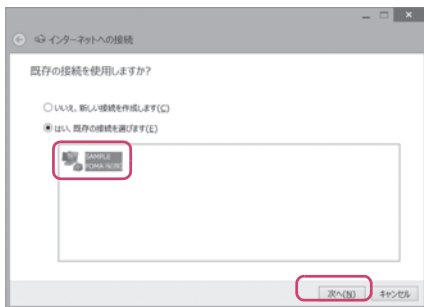 インターネットへの接続
既存の接続を使用しますか?
いいえ、新しい接続を作成します(C)
はい、既存の接続を選びます(E)
SAMPLE
FOMA N08D
次へ(N)
キャンセル